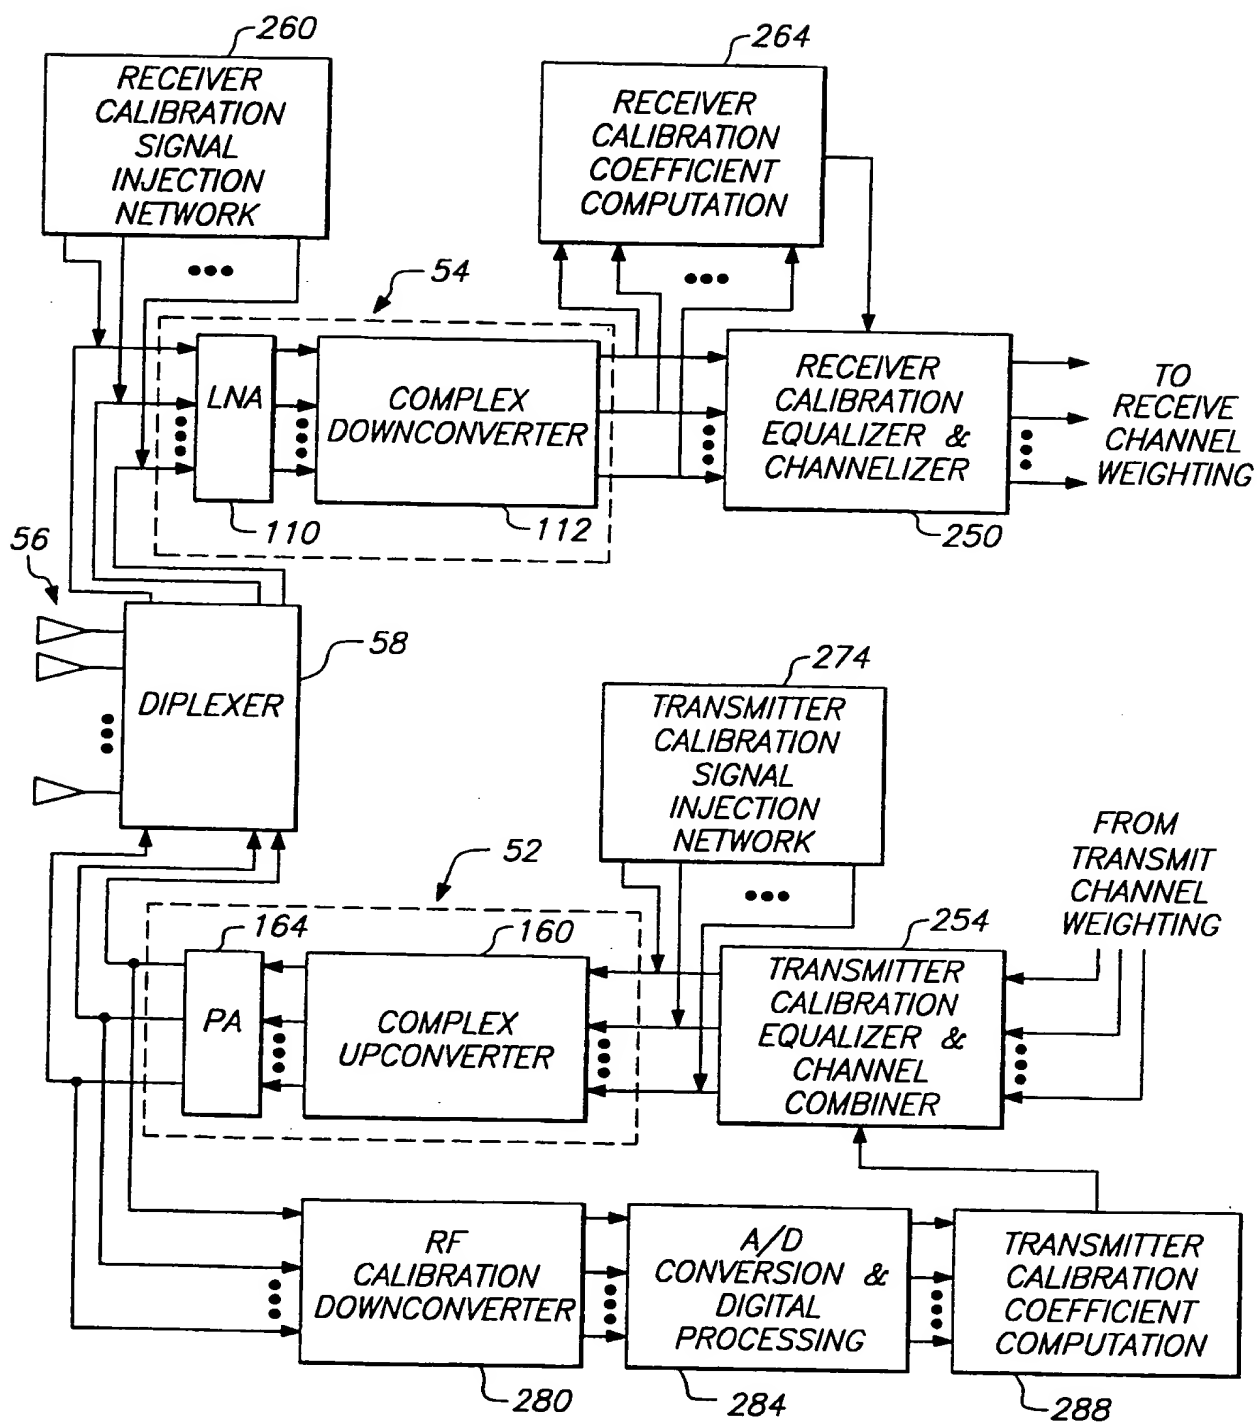 260
RECEIVER
CALIBRATION
SIGNAL
INJECTION
NETWORK
264
RECEIVER
CALIBRATION
COEFFICIENT
COMPUTATION
54
LNA
110
COMPLEX
DOWNCONVERTER
112
RECEIVER
CALIBRATION
EQUALIZER &
CHANNELIZER
250
TO
RECEIVE
CHANNEL
WEIGHTING
56
DIPLEXER
58
274
TRANSMITTER
CALIBRATION
SIGNAL
INJECTION
NETWORK
52
164
PA
160
COMPLEX
UPCONVERTER
254
TRANSMITTER
CALIBRATION
EQUALIZER &
CHANNEL
COMBINER
FROM
TRANSMIT
CHANNEL
WEIGHTING
RF
CALIBRATION
DOWNCONVERTER
280
A/D
CONVERSION &
DIGITAL
PROCESSING
284
TRANSMITTER
CALIBRATION
COEFFICIENT
COMPUTATION
288